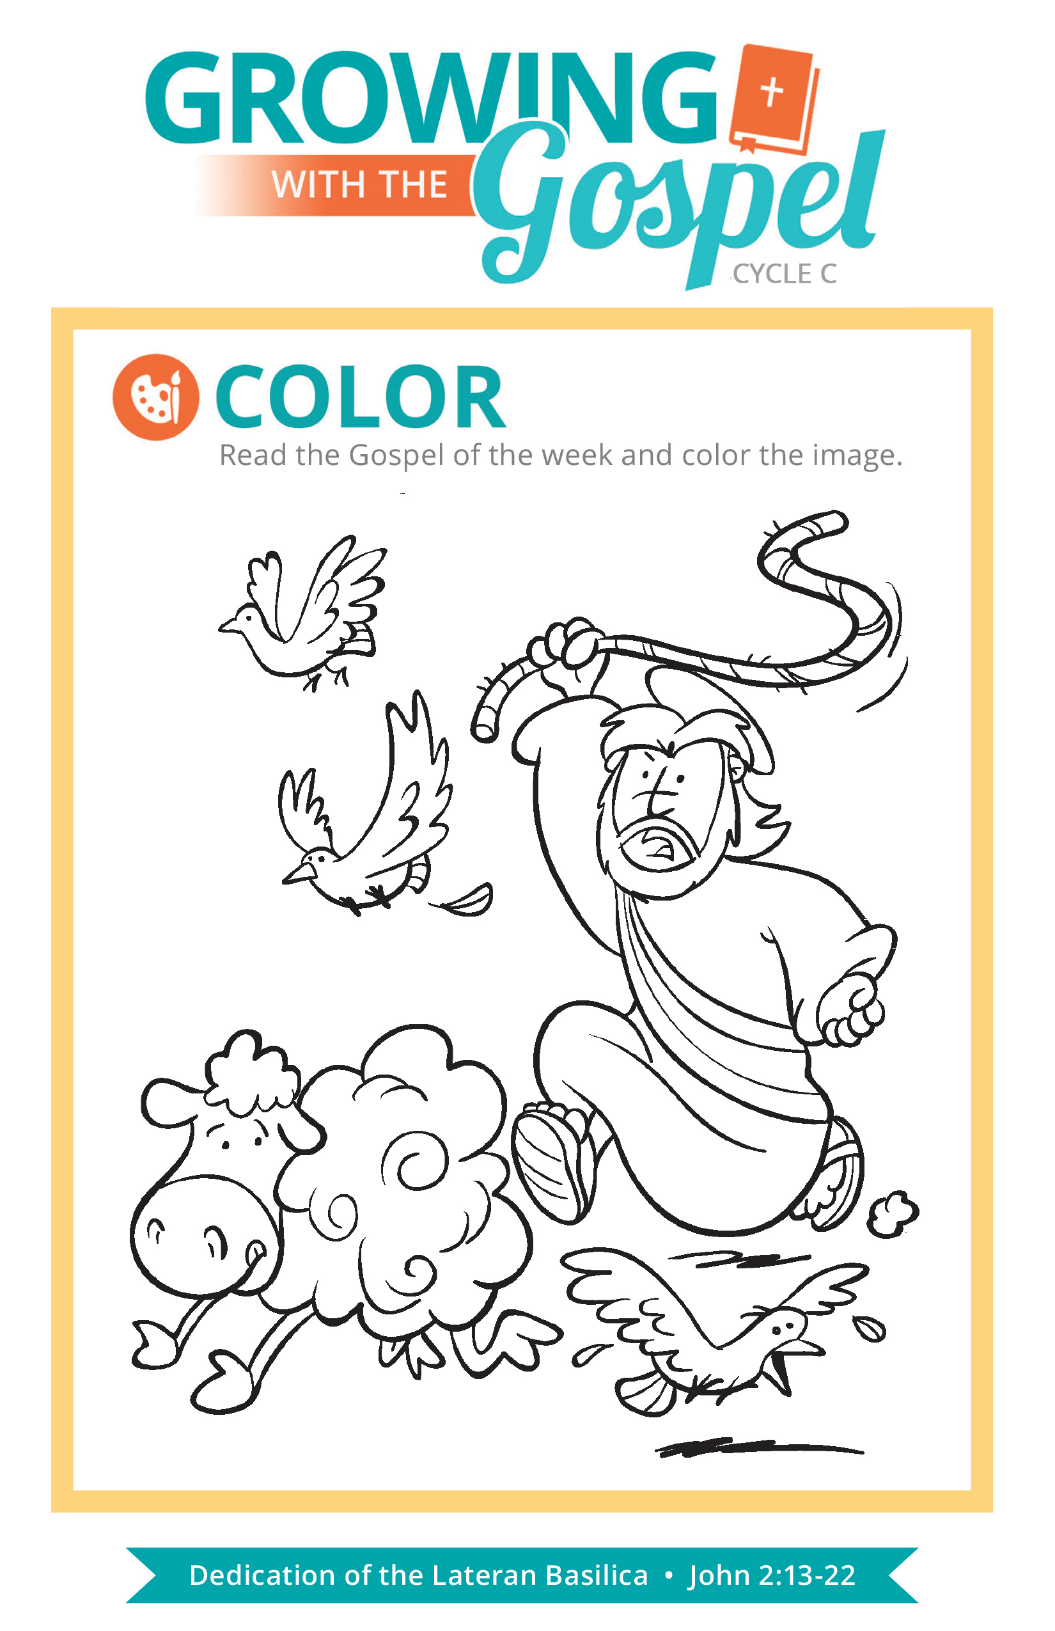 GROWING
WITH THE Gospel
CYCLE C
COLOR
Read the Gospel of the week and color the image.
Dedication of the Lateran Basilica • John 2:13-22